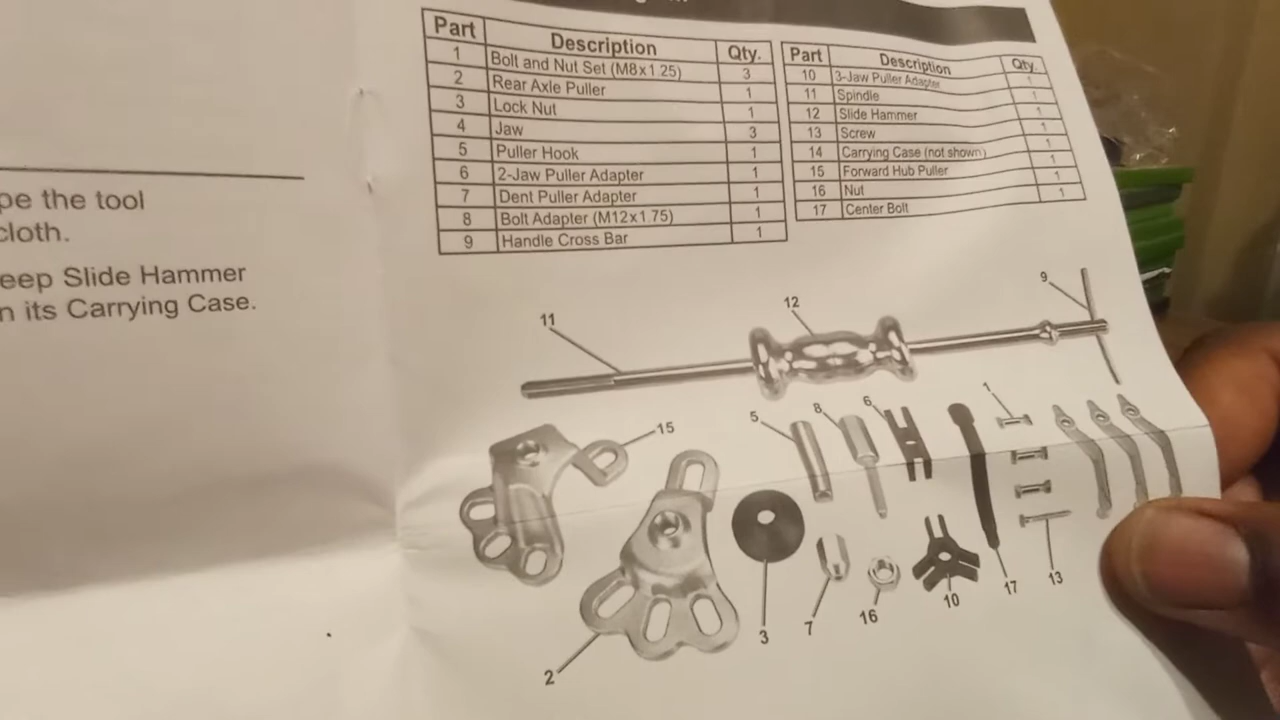 pe the tool
cloth.
eep Slide Hammer
n its Carrying Case.
Part Description Qty.
1 Bolt and Nut Set (M8x1.25) 3
2 Rear Axle Puller 1
3 Lock Nut 1
4 Jaw 3
5 Puller Hook 1
6 2-Jaw Puller Adapter 1
7 Dent Puller Adapter 1
8 Bolt Adapter (M12x1.75) 1
9 Handle Cross Bar 1
Part Description Qty.
10 3-Jaw Puller Adapter 1
11 Spindle 1
12 Slide Hammer 1
13 Screw 1
14 Carrying Case (not shown) 1
15 Forward Hub Puller 1
16 Nut 1
17 Center Bolt 1
9
12
11
1
6
8
5
15
13
17
10
16
7
3
2